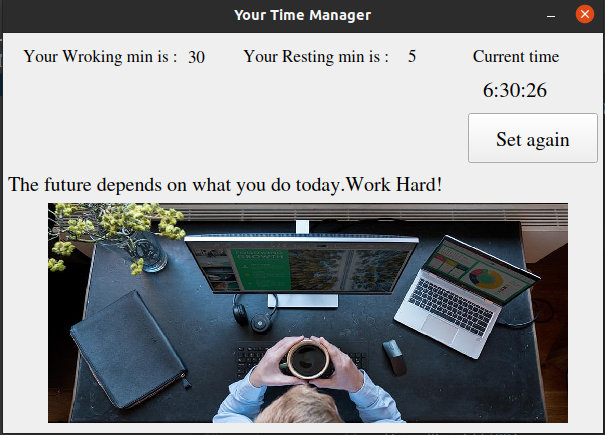 Your Time Manager
Your Wroking min is : 30 Your Resting min is : 5 Current time
6:30:26
Set again
The future depends on what you do today.Work Hard!
GROWTH